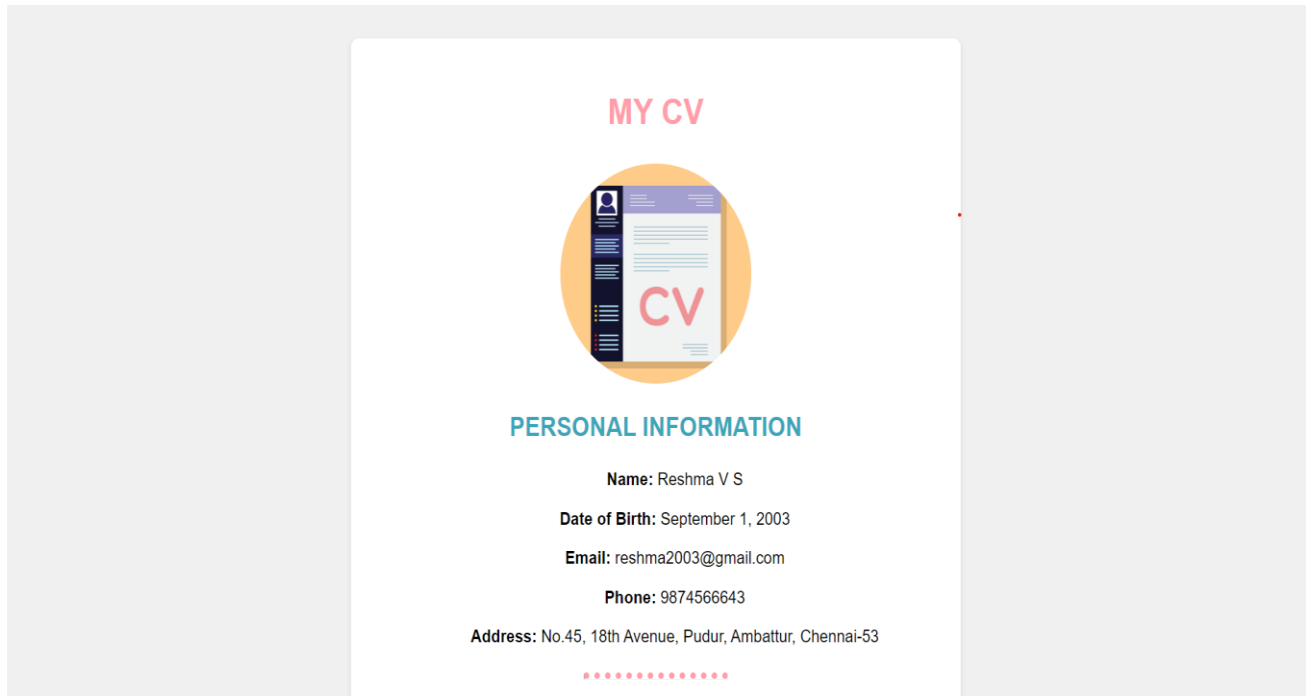 MY CV
CV
PERSONAL INFORMATION
Name: Reshma V S
Date of Birth: September 1, 2003
Email: reshma2003@gmail.com
Phone: 9874566643
Address: No.45, 18th Avenue, Pudur, Ambattur, Chennai-53